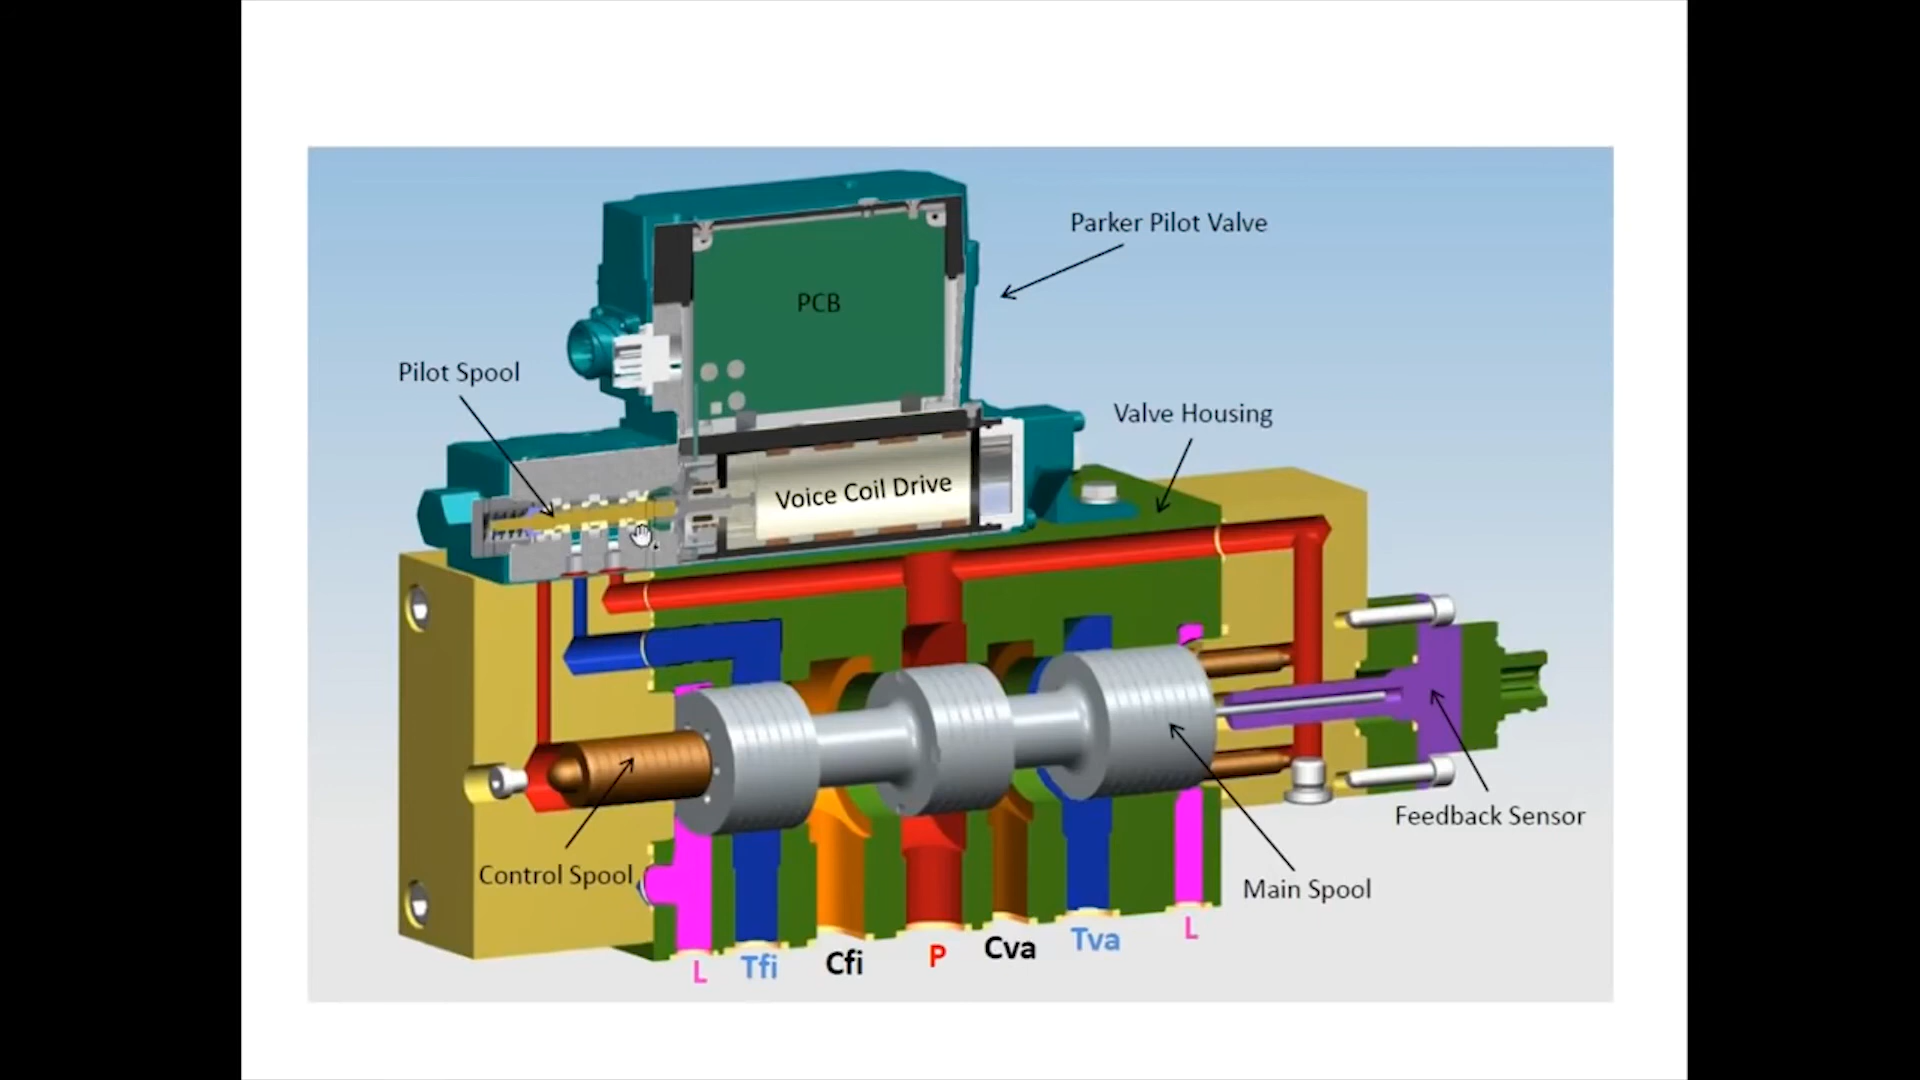 Parker Pilot Valve
PCB
Pilot Spool
Valve Housing
Voice Coil Drive
Feedback Sensor
Control Spool
Main Spool
L
Tfi
Cfi
P
Cva
Tva
L